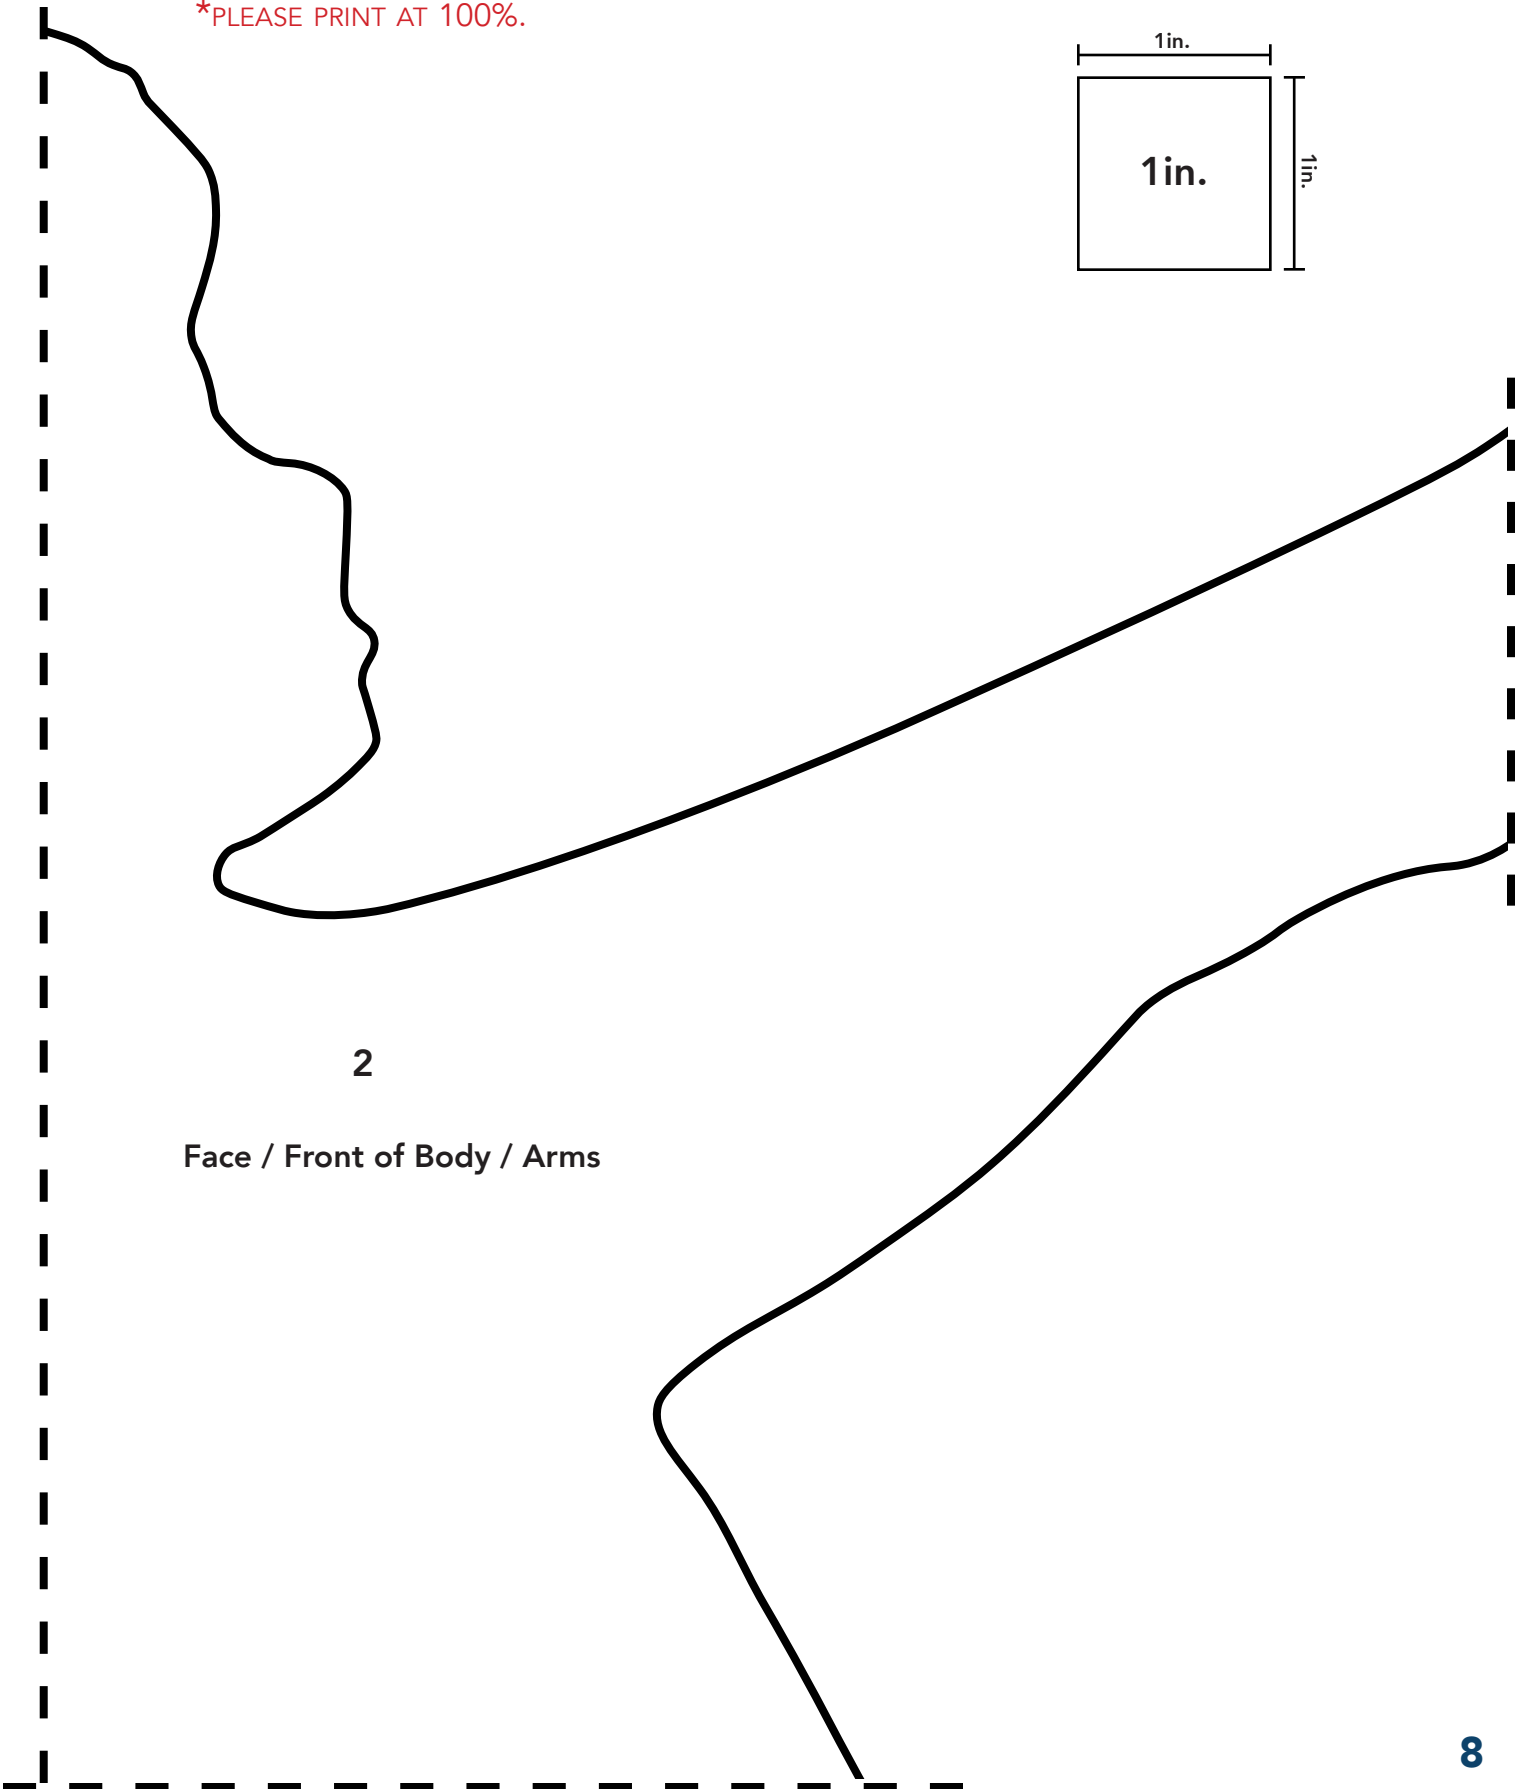 *PLEASE PRINT AT 100%.
1in.
1in.
1in.
2
Face / Front of Body / Arms
8